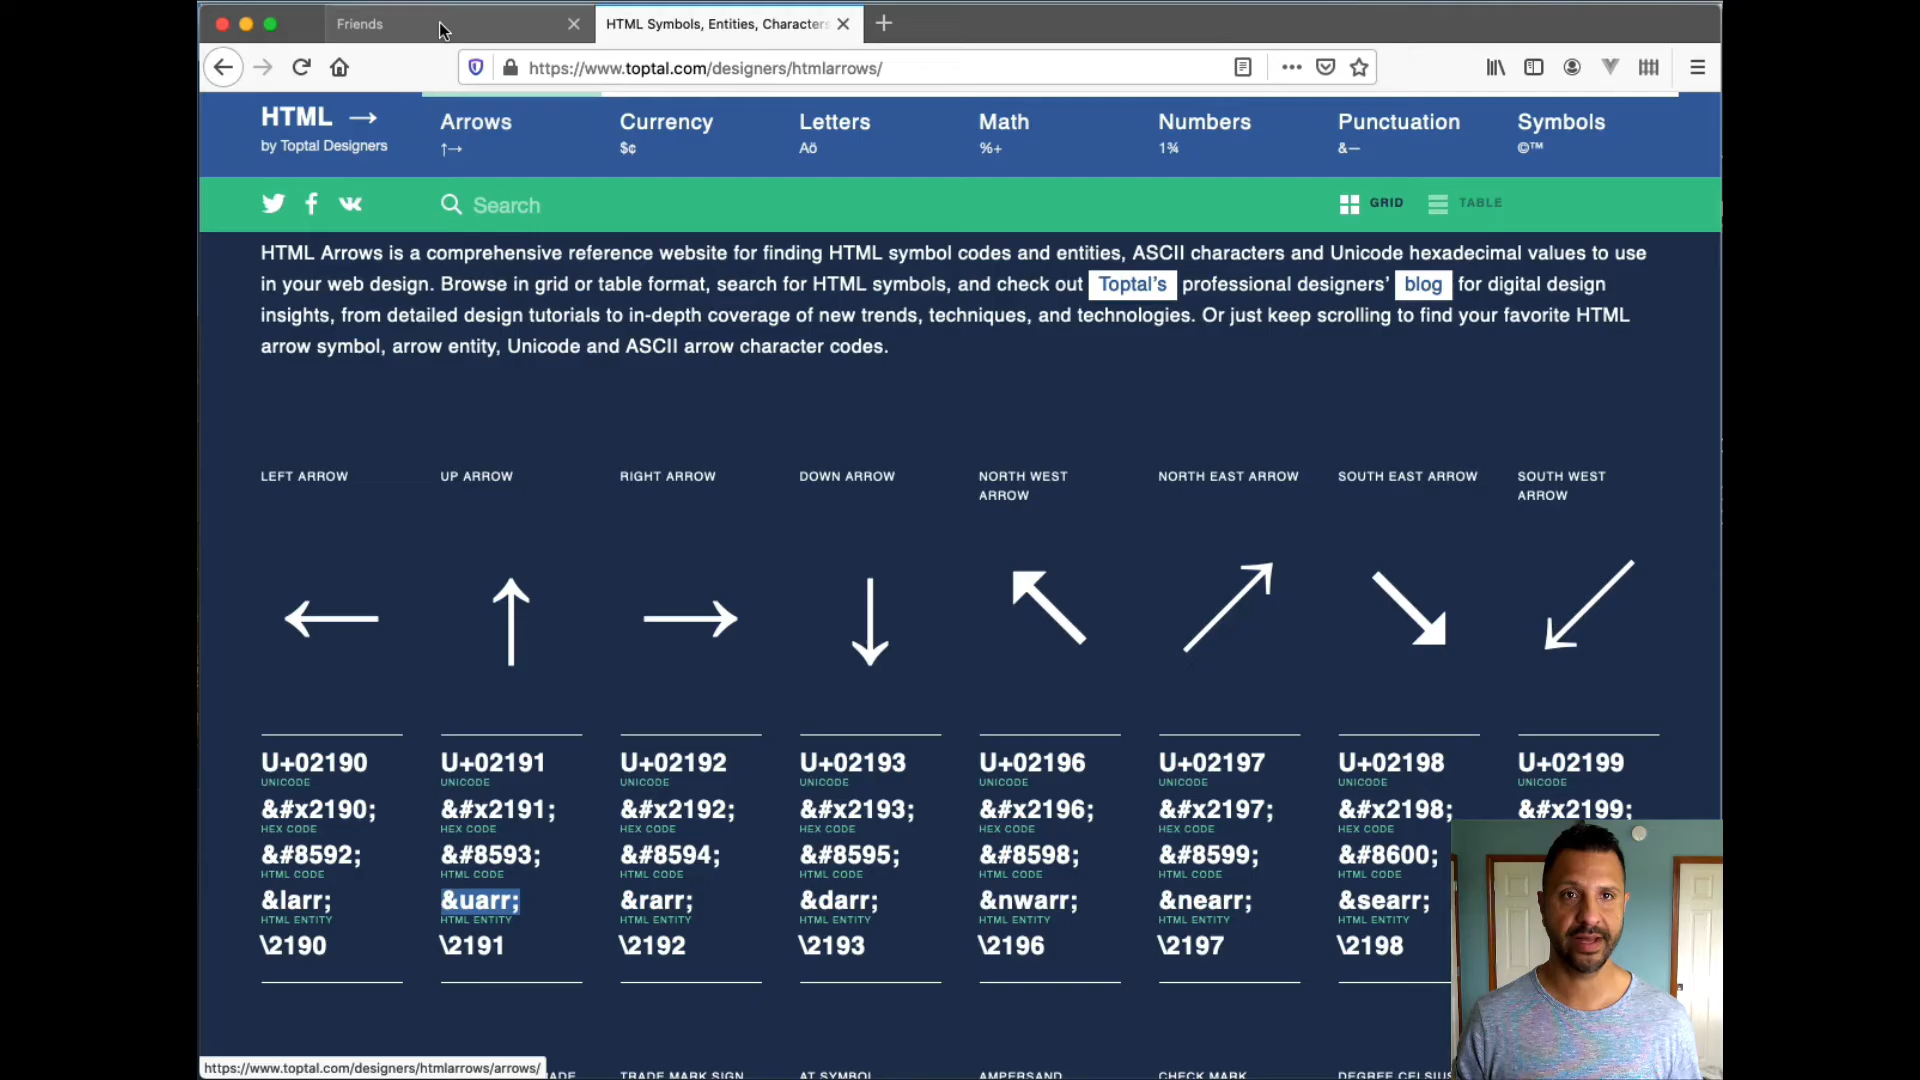 Friends
HTML Symbols, Entities, Characters
https://www.toptal.com/designers/htmlarrows/
HTML →
by Toptal Designers
Arrows
↑→
Currency
$¢
Letters
Aö
Math
%+
Numbers
1¾
Punctuation
&—
Symbols
©™
Search
GRID
TABLE
HTML Arrows is a comprehensive reference website for finding HTML symbol codes and entities, ASCII characters and Unicode hexadecimal values to use
in your web design. Browse in grid or table format, search for HTML symbols, and check out Toptal's professional designers' blog for digital design
insights, from detailed design tutorials to in-depth coverage of new trends, techniques, and technologies. Or just keep scrolling to find your favorite HTML
arrow symbol, arrow entity, Unicode and ASCII arrow character codes.
LEFT ARROW
UP ARROW
RIGHT ARROW
DOWN ARROW
NORTH WEST
ARROW
NORTH EAST ARROW
SOUTH EAST ARROW
SOUTH WEST
ARROW
← ↑ → ↓ ↖ ↗ ↘ ↙
U+02190 U+02191 U+02192 U+02193 U+02196 U+02197 U+02198 U+02199
UNICODE UNICODE UNICODE UNICODE UNICODE UNICODE UNICODE UNICODE
&#x2190; &#x2191; &#x2192; &#x2193; &#x2196; &#x2197; &#x2198; &#x2199;
HEX CODE HEX CODE HEX CODE HEX CODE HEX CODE HEX CODE HEX CODE
&#8592; &#8593; &#8594; &#8595; &#8598; &#8599; &#8600;
HTML CODE HTML CODE HTML CODE HTML CODE HTML CODE HTML CODE HTML CODE
&larr; &uarr; &rarr; &darr; &nwarr; &nearr; &searr;
HTML ENTITY HTML ENTITY HTML ENTITY HTML ENTITY HTML ENTITY HTML ENTITY HTML ENTITY
\2190 \2191 \2192 \2193 \2196 \2197 \2198
https://www.toptal.com/designers/htmlarrows/arrows/
TRADE MARK SIGN
AT SYMBOL
AMPERSAND
CHECK MARK
DEGREE CELSIUS